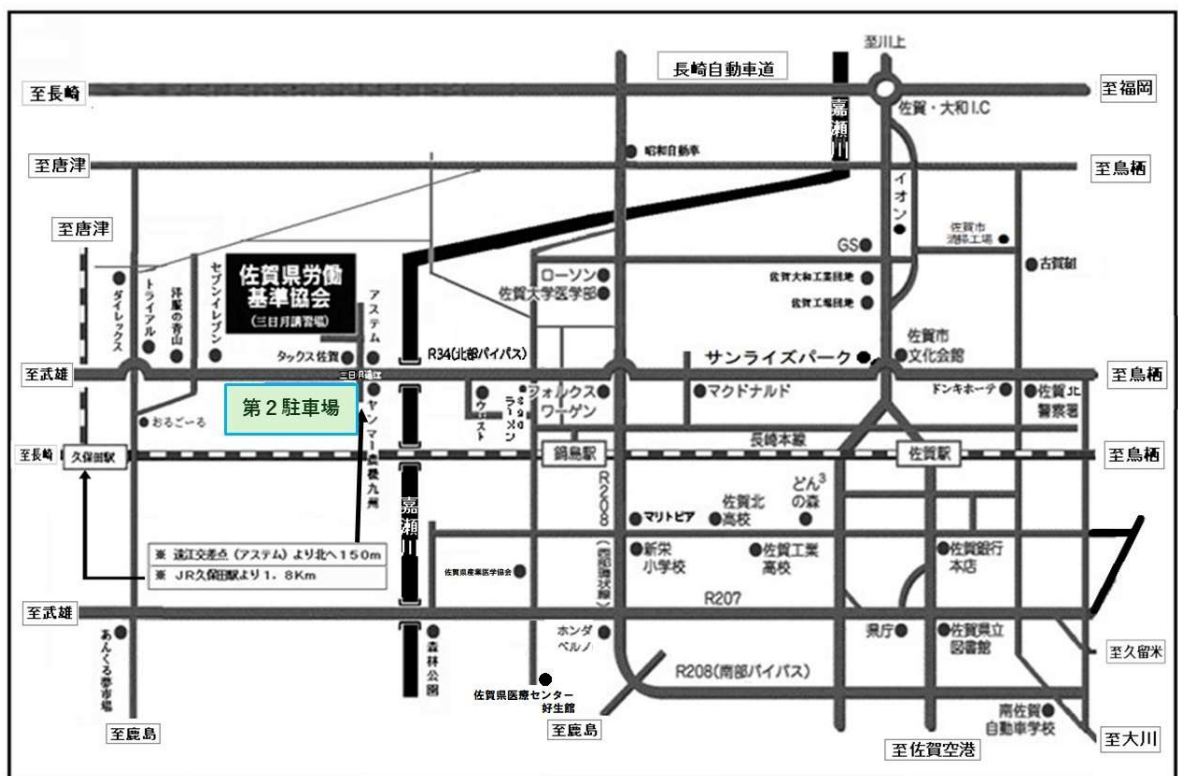 至川上
長崎自動車道
至長崎
至福岡
嘉瀬川
佐賀・大和I.C
昭和自動車
至唐津
至鳥栖
イオン
至唐津
佐賀市
清掃工場
GS
古賀組
佐賀県労働
基準協会
(三日月講習場)
ローソン
佐賀大学医学部
佐賀大和工業団地
佐賀工場団地
ダイレックス
トライアル
洋服の青山
セブンイレブン
アステム
タックス佐賀
R34(北部バイパス)
サンライズパーク
佐賀市
文化会館
至武雄
至鳥栖
第2駐車場
ヤンマー農機九州
ウエスト
ラーメン
フォルクス
ワーゲン
マクドナルド
ドンキホーテ
佐賀北
警察署
おるごーる
長崎本線
至長崎
久保田駅
鍋島駅
佐賀駅
至鳥栖
R208
(西部環状線)
マリトピア
佐賀北
高校
どん3
の森
嘉瀬川
※ 遠江交差点(アステム)より北へ150m
※ JR久保田駅より1.8Km
新栄
小学校
佐賀工業
高校
佐賀銀行
本店
佐賀県産業医学協会
至武雄
R207
あんくる夢市場
森林公園
ホンダ
ベルノ
県庁
佐賀県立
図書館
至久留米
R208(南部バイパス)
佐賀県医療センター
好生館
至鹿島
至鹿島
南佐賀
自動車学校
至佐賀空港
至大川